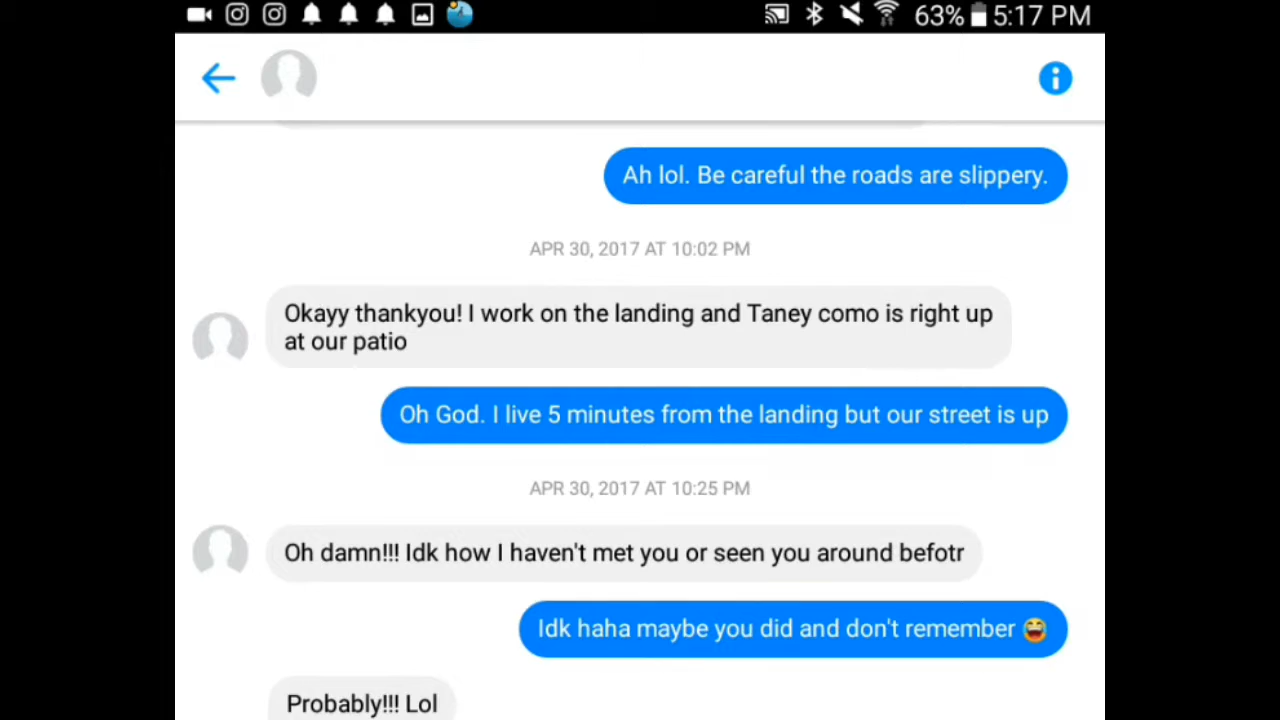 63% 5:17 PM
Ah lol. Be careful the roads are slippery.
APR 30, 2017 AT 10:02 PM
Okayy thankyou! I work on the landing and Taney como is right up
at our patio
Oh God. I live 5 minutes from the landing but our street is up
APR 30, 2017 AT 10:25 PM
Oh damn!!! Idk how I haven't met you or seen you around befotr
Idk haha maybe you did and don't remember 😂
Probably!!! Lol